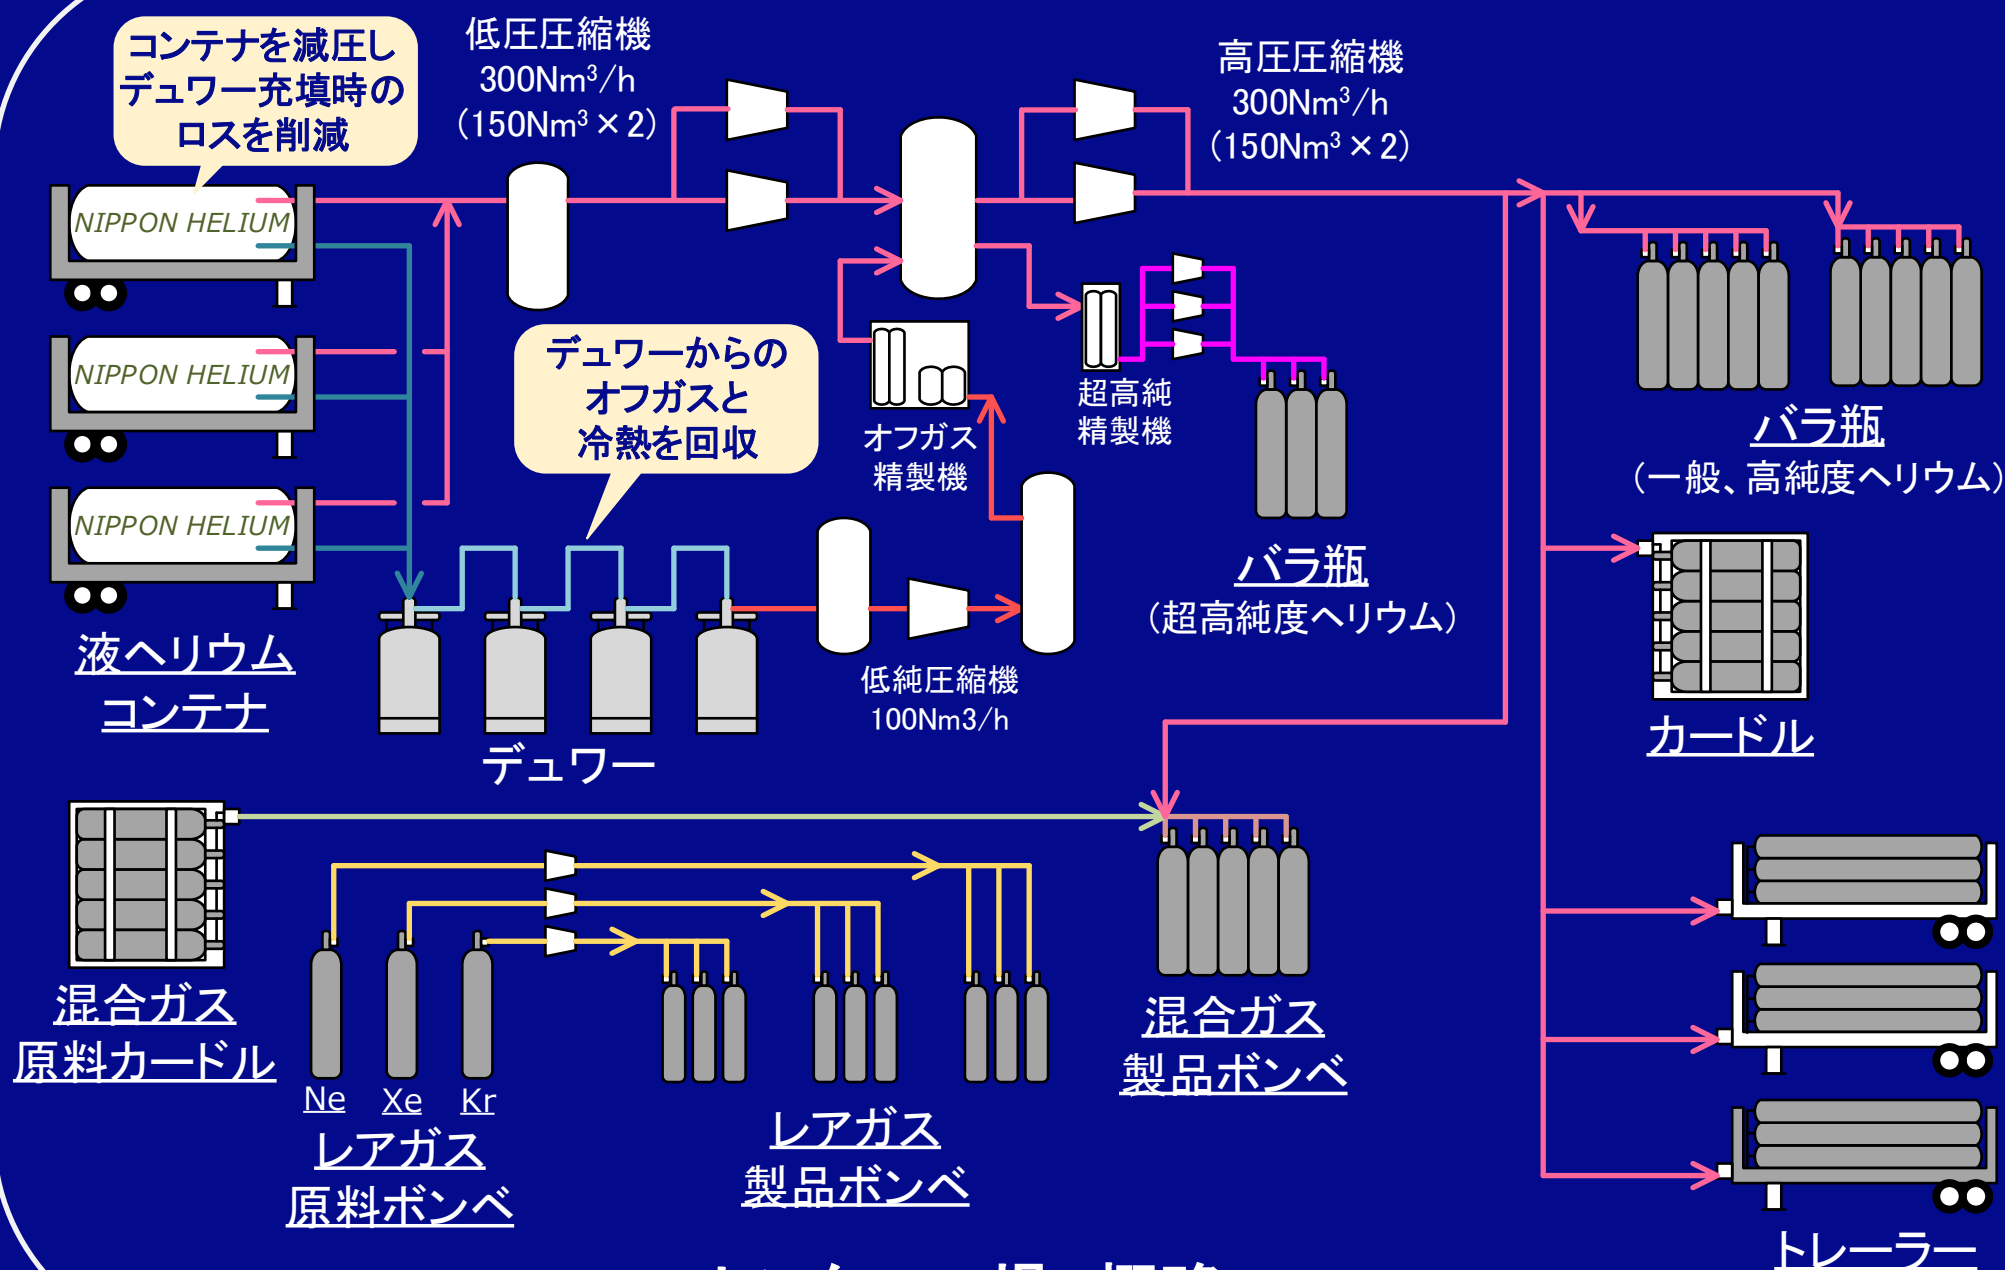 コンテナを減圧し
デュワー充填時の
ロスを削減
低圧圧縮機
300Nm³/h
(150Nm³×2)
高圧圧縮機
300Nm³/h
(150Nm³×2)
NIPPON HELIUM
NIPPON HELIUM
NIPPON HELIUM
液ヘリウム
コンテナ
デュワーからの
オフガスと
冷熱を回収
オフガス
精製機
超高純
精製機
バラ瓶
(超高純度ヘリウム)
バラ瓶
(一般、高純度ヘリウム)
カードル
低純圧縮機
100Nm3/h
デュワー
混合ガス
原料カードル
Ne
Xe
Kr
レアガス
原料ボンベ
レアガス
製品ボンベ
混合ガス
製品ボンベ
トレーラー